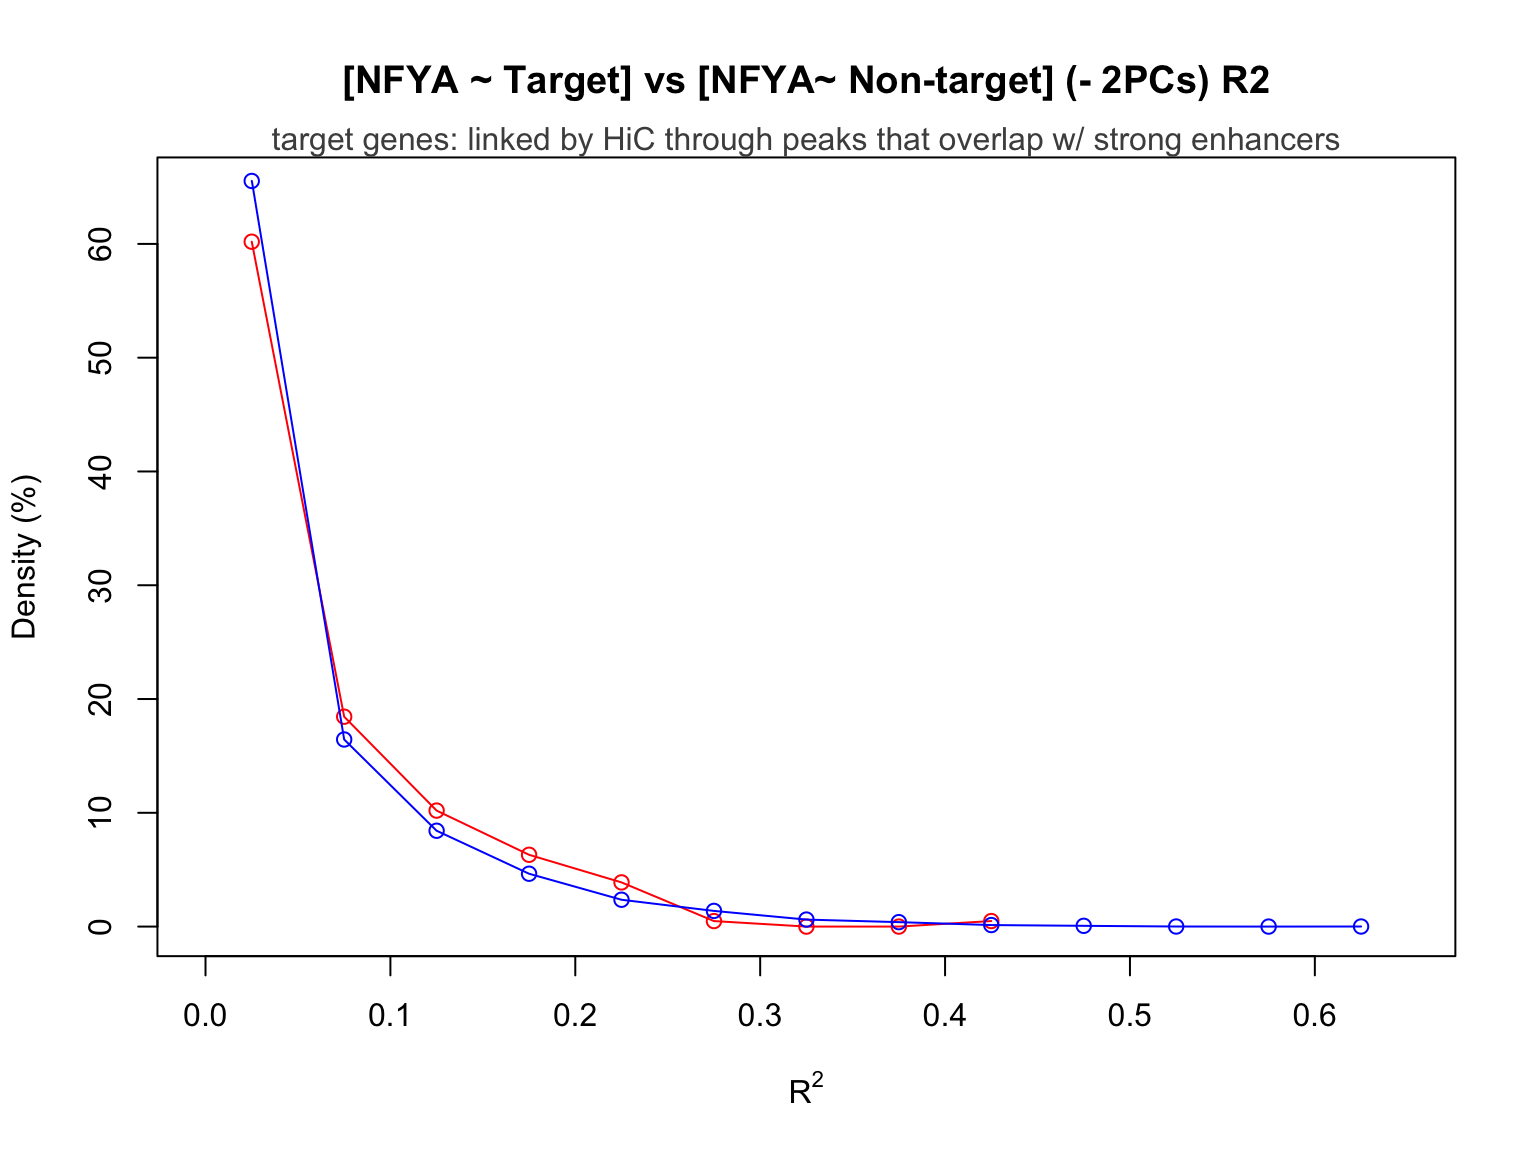 [NFYA ~ Target] vs [NFYA~ Non-target] (- 2PCs) R2
target genes: linked by HiC through peaks that overlap w/ strong enhancers
Density (%)
60
50
40
30
20
10
0
0.0 0.1 0.2 0.3 0.4 0.5 0.6
R²